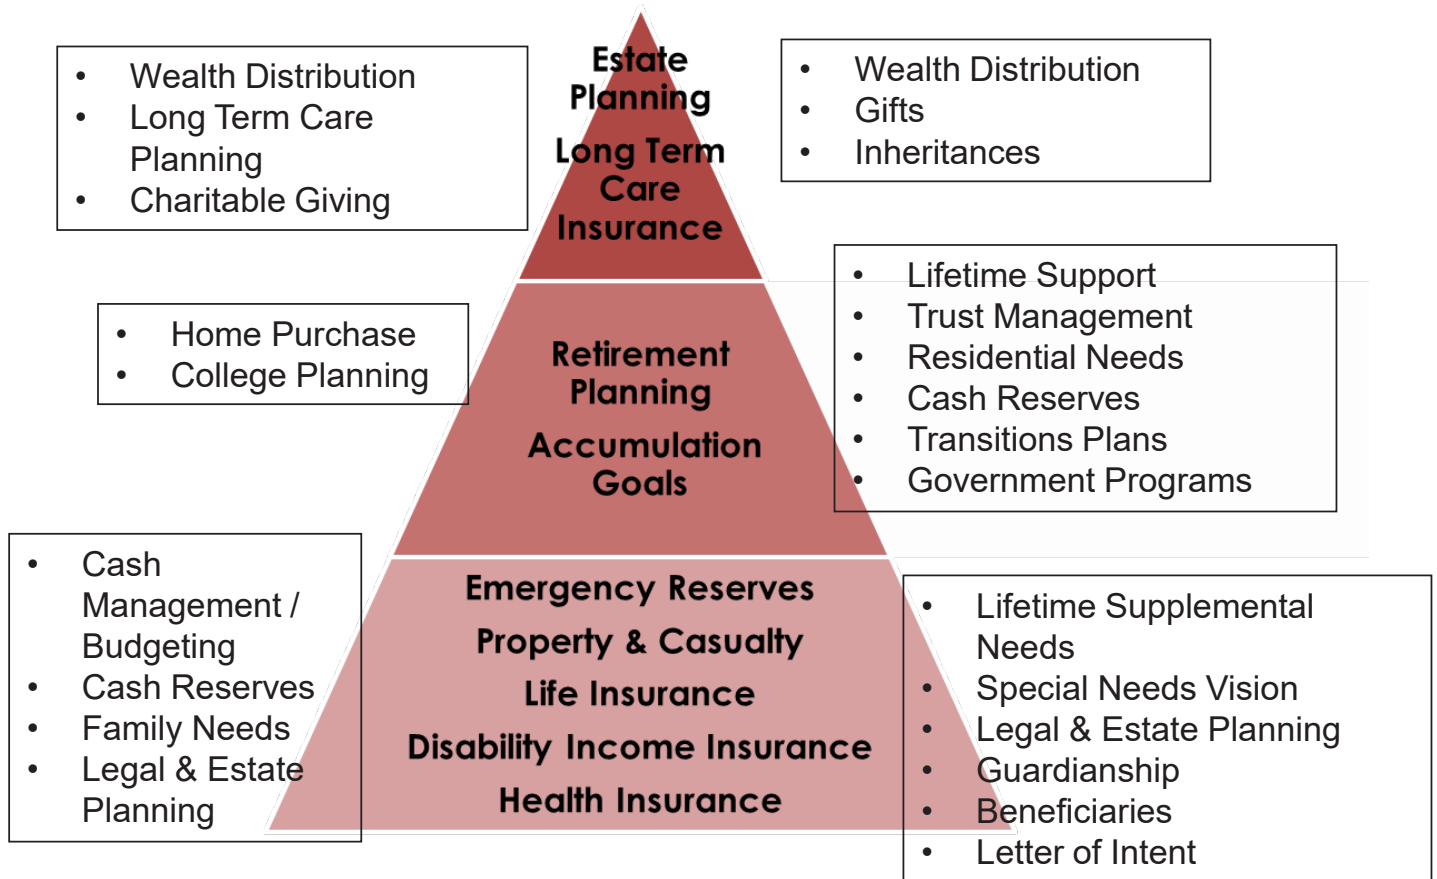 • Wealth Distribution
• Long Term Care
Planning
• Charitable Giving
Estate
Planning
Long Term
Care
Insurance
• Wealth Distribution
• Gifts
• Inheritances
• Home Purchase
• College Planning
Retirement
Planning
Accumulation
Goals
• Lifetime Support
• Trust Management
• Residential Needs
• Cash Reserves
• Transitions Plans
• Government Programs
• Cash
Management /
Budgeting
• Cash Reserves
• Family Needs
• Legal & Estate
Planning
Emergency Reserves
Property & Casualty
Life Insurance
Disability Income Insurance
Health Insurance
• Lifetime Supplemental
Needs
• Special Needs Vision
• Legal & Estate Planning
• Guardianship
• Beneficiaries
• Letter of Intent